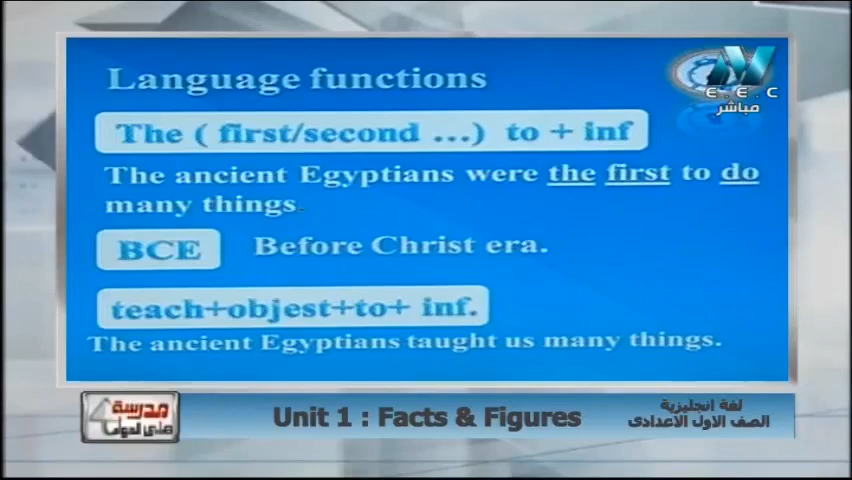 Language functions
E.E.C
مباشر
The ( first/second ...) to + inf
The ancient Egyptians were the first to do
many things.
BCE Before Christ era.
teach+objest+to+ inf.
The ancient Egyptians taught us many things.
مدرسة
على الهواء
Unit 1 : Facts & Figures
لغة انجليزية
الصف الاول الاعدادى